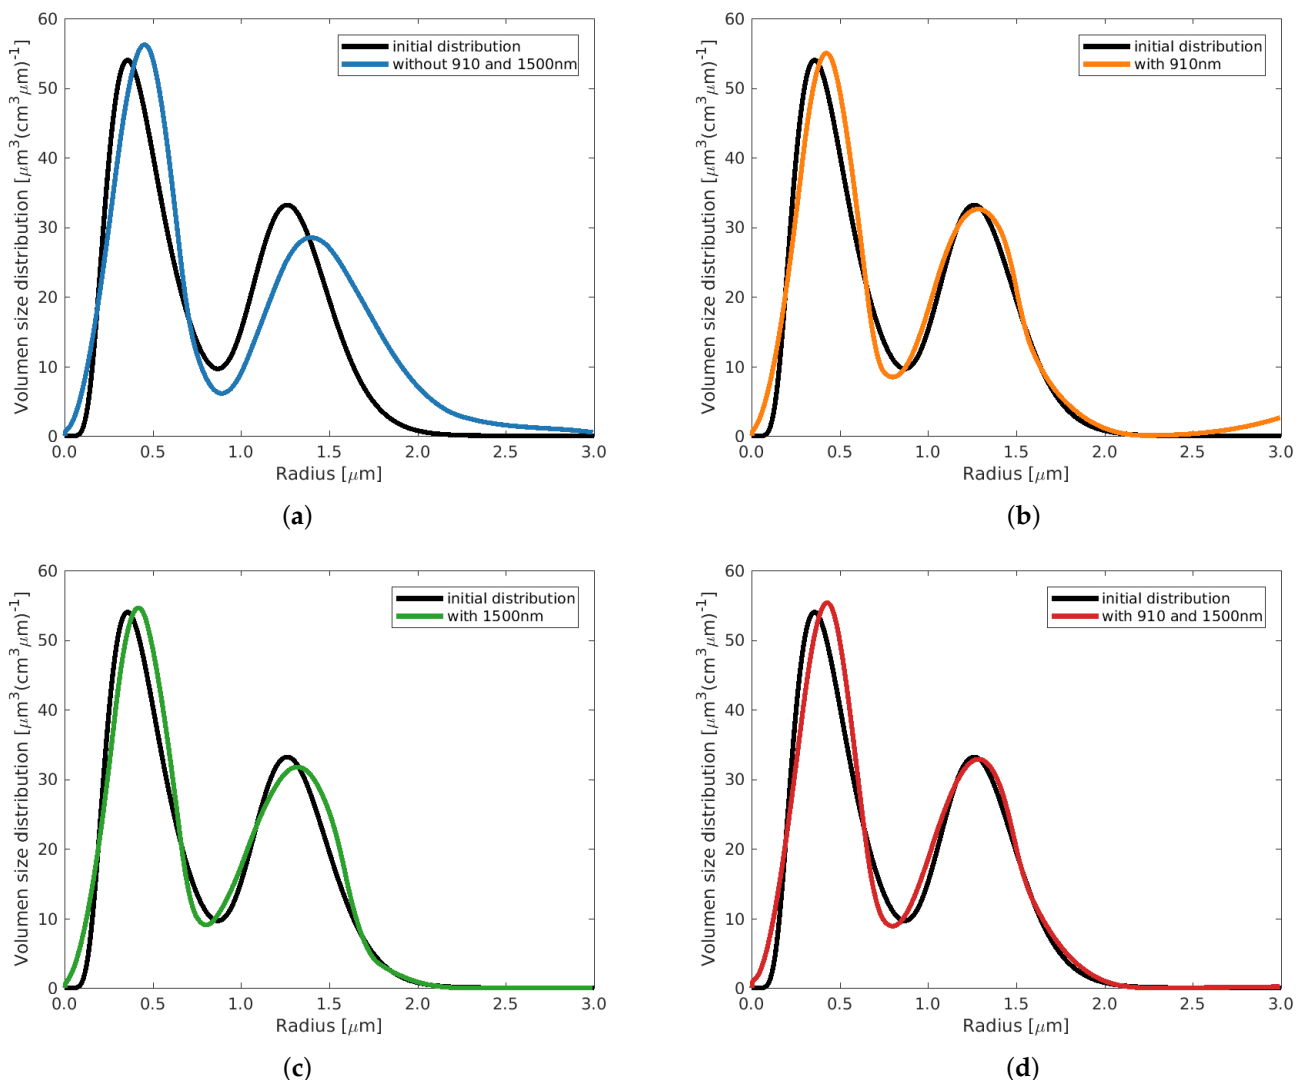 60
50
40
30
20
10
0
Volumen size distribution [μm³(cm³μm)⁻¹]
initial distribution
without 910 and 1500nm
0.0 0.5 1.0 1.5 2.0 2.5 3.0
Radius [μm]
(a)
60
50
40
30
20
10
0
Volumen size distribution [μm³(cm³μm)⁻¹]
initial distribution
with 910nm
0.0 0.5 1.0 1.5 2.0 2.5 3.0
Radius [μm]
(b)
60
50
40
30
20
10
0
Volumen size distribution [μm³(cm³μm)⁻¹]
initial distribution
with 1500nm
0.0 0.5 1.0 1.5 2.0 2.5 3.0
Radius [μm]
(c)
60
50
40
30
20
10
0
Volumen size distribution [μm³(cm³μm)⁻¹]
initial distribution
with 910 and 1500nm
0.0 0.5 1.0 1.5 2.0 2.5 3.0
Radius [μm]
(d)